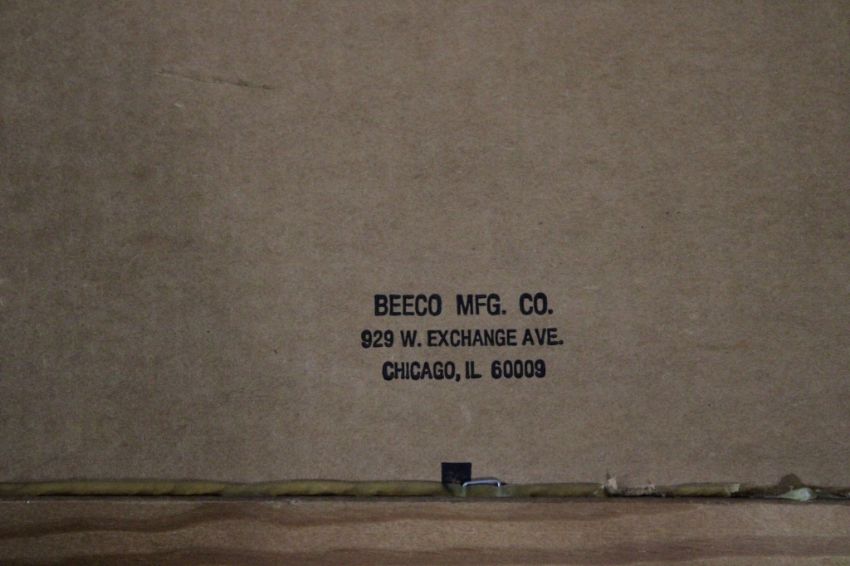 BEECO MFG. CO.
929 W. EXCHANGE AVE.
CHICAGO, IL 60009